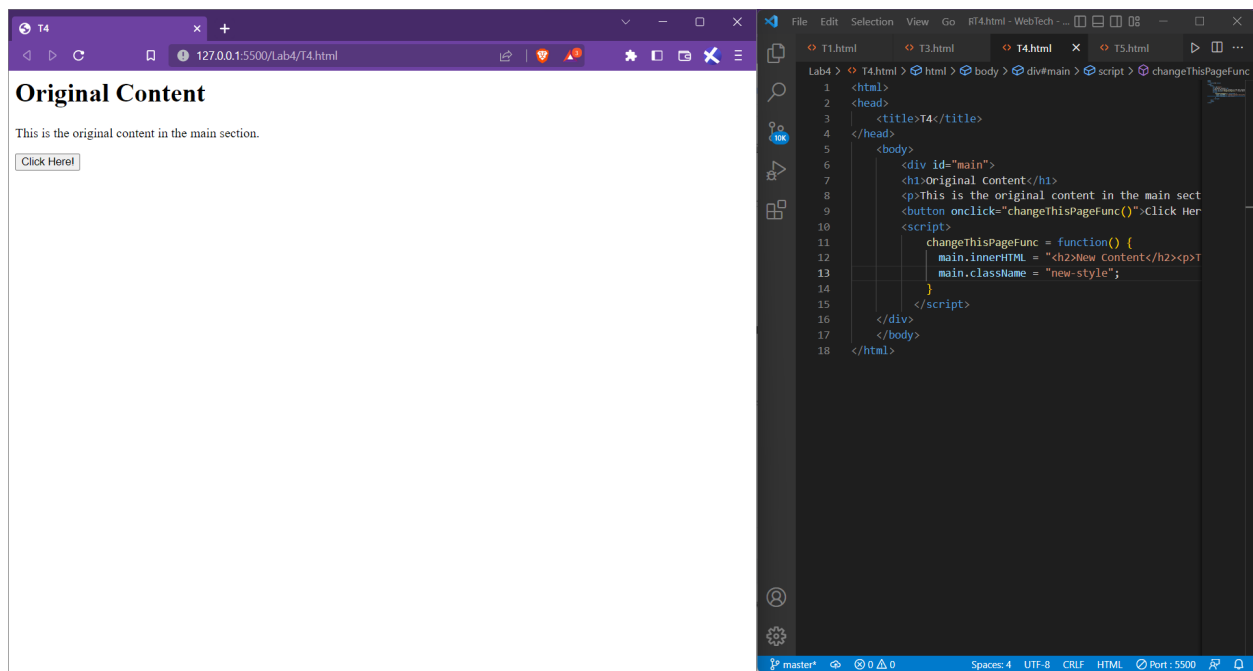 T4
127.0.0.1:5500/Lab4/T4.html
3
Original Content
This is the original content in the main section.
Click Here!
File Edit Selection View Go T4.html - WebTech - ...
T1.html T3.html T4.html T5.html
Lab4 > T4.html > html > body > div#main > script > changeThisPageFunc
1 <html>
2 <head>
3 <title>T4</title>
4 </head>
5 <body>
6 <div id="main">
7 <h1>Original Content</h1>
8 <p>This is the original content in the main sect
9 <button onclick="changeThisPageFunc()">Click Her
10 <script>
11 changeThisPageFunc = function() {
12 main.innerHTML = "<h2>New Content</h2><p>T
13 main.className = "new-style";
14 }
15 </script>
16 </div>
17 </body>
18 </html>
10K
master* 0 0 Spaces: 4 UTF-8 CRLF HTML Port : 5500